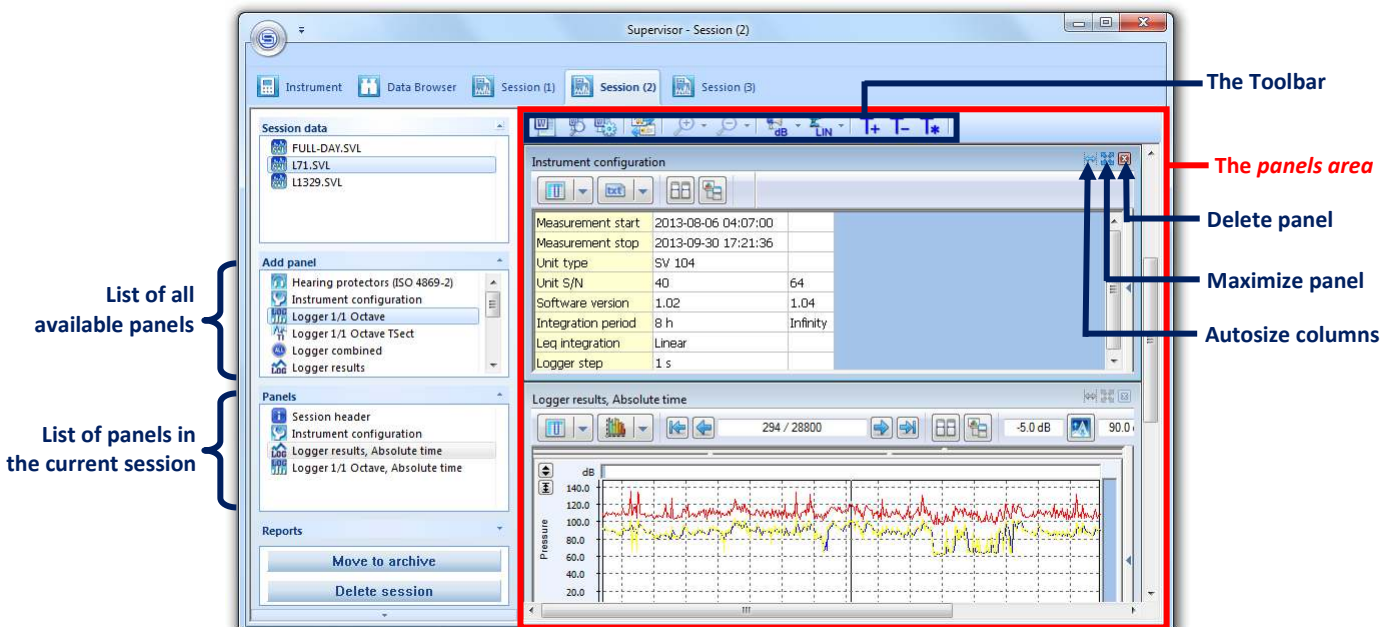 Supervisor - Session (2)
Instrument
Data Browser
Session (1)
Session (2)
Session (3)
The Toolbar
Session data
FULL-DAY.SVL
L71.SVL
L1329.SVL
dB
LIN
T+
T-
T*
The panels area
Instrument configuration
txt
Delete panel
Measurement start 2013-08-06 04:07:00
Measurement stop 2013-09-30 17:21:36
Unit type SV 104
Unit S/N 40 64
Software version 1.02 1.04
Integration period 8 h Infinity
Leq integration Linear
Logger step 1 s
Maximize panel
Autosize columns
List of all
available panels
Add panel
Hearing protectors (ISO 4869-2)
Instrument configuration
Logger 1/1 Octave
Logger 1/1 Octave TSect
ALL
Logger combined
LOG
Logger results
List of panels in
the current session
Panels
Session header
Instrument configuration
LOG
Logger results, Absolute time
Logger 1/1 Octave, Absolute time
Logger results, Absolute time
294 / 28800
-5.0 dB
90.0
dB
140.0
120.0
100.0
80.0
60.0
40.0
20.0
Pressure
Reports
Move to archive
Delete session